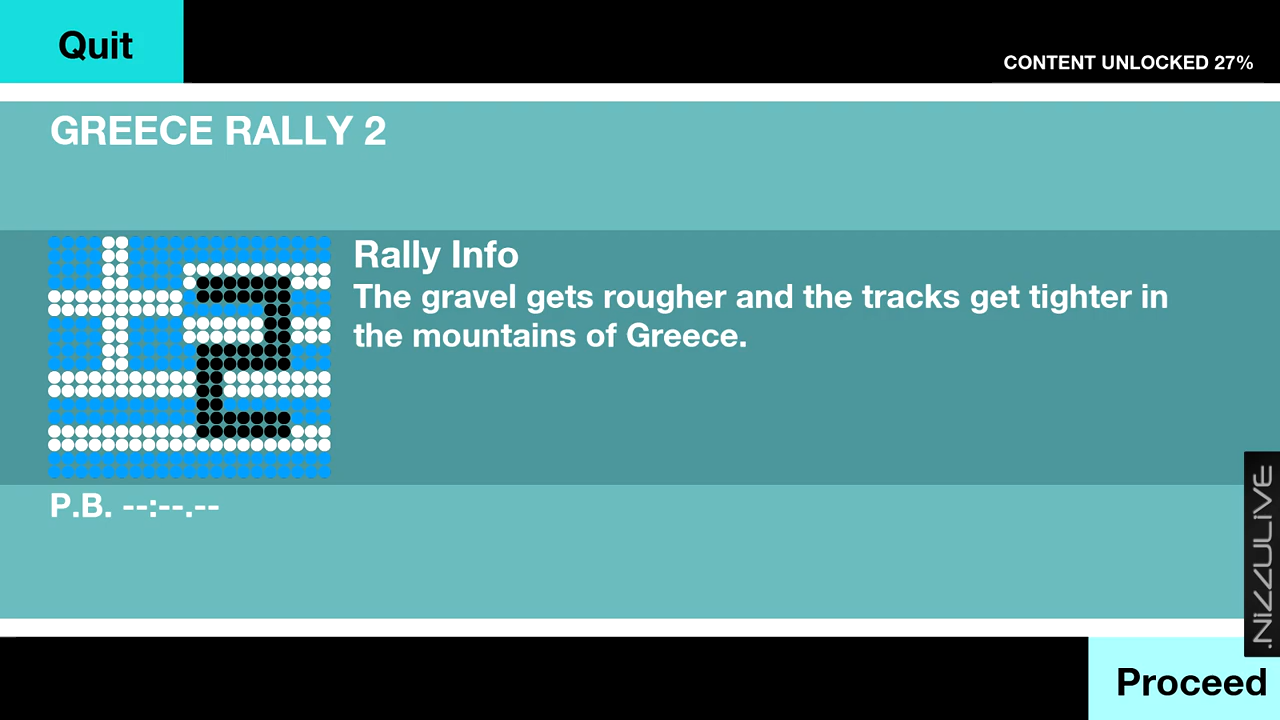 Quit
CONTENT UNLOCKED 27%
GREECE RALLY 2
2
Rally Info
The gravel gets rougher and the tracks get tighter in
the mountains of Greece.
P.B. --:--.--
.NIZZULIVE
Proceed